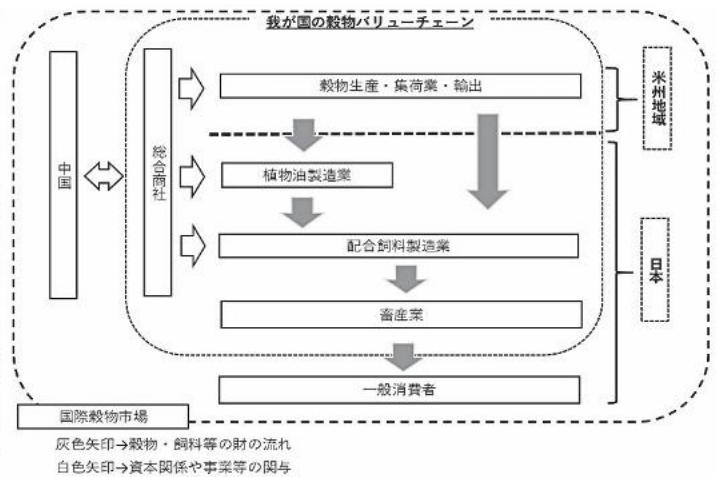 我が国の穀物バリューチェーン
穀物生産・集荷業・輸出
米州地域
中国
総合商社
植物油製造業
配合飼料製造業
日本
畜産業
一般消費者
国際穀物市場
灰色矢印→穀物・飼料等の財の流れ
白色矢印→資本関係や事業等の関与